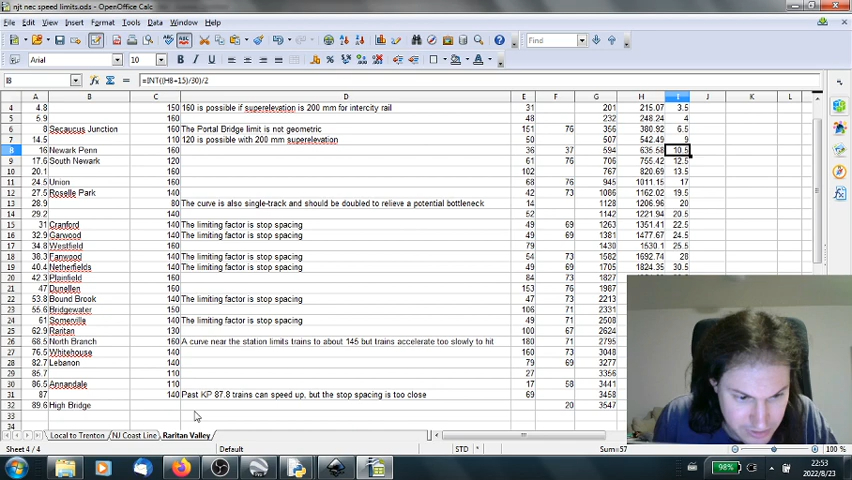 njt nec speed limits.ods - OpenOffice Calc
File Edit View Insert Format Tools Data Window Help
Find
Arial 10
I8 =INT((H8+15)/30)/2
A B C D E F G H I J K L
4 4.8 150 160 is possible if superelevation is 200 mm for intercity rail 31 201 215.07 3.5
5 5.9 160 48 232 248.24 4
6 8 Secaucus Junction 160 The Portal Bridge limit is not geometric 151 76 356 380.92 6.5
7 14.5 110 120 is possible with 200 mm superelevation 50 507 542.49 9
8 16 Newark Penn 160 36 37 594 635.58 10.5
9 17.6 South Newark 120 61 76 706 755.42 12.5
10 20.1 160 102 767 820.69 13.5
11 24.5 Union 160 68 76 945 1011.15 17
12 27.5 Roselle Park 140 42 73 1086 1162.02 19.5
13 28.9 80 The curve is also single-track and should be doubled to relieve a potential bottleneck 14 1128 1206.96 20
14 29.2 140 52 1142 1221.94 20.5
15 31 Cranford 140 The limiting factor is stop spacing 49 69 1263 1351.41 22.5
16 32.9 Garwood 140 The limiting factor is stop spacing 49 69 1381 1477.67 24.5
17 34.8 Westfield 160 79 1430 1530.1 25.5
18 38.3 Fanwood 140 The limiting factor is stop spacing 54 73 1582 1692.74 28
19 40.4 Netherfields 140 The limiting factor is stop spacing 49 69 1705 1824.35 30.5
20 42.3 Plainfield 160 84 73 1827
21 47 Dunellen 160 153 76 1987
22 53.8 Bound Brook 140 The limiting factor is stop spacing 47 73 2213
23 55.6 Bridgewater 150 106 71 2331
24 61 Somerville 140 The limiting factor is stop spacing 49 71 2508
25 62.9 Raritan 130 100 67 2624
26 68.5 North Branch 160 A curve near the station limits trains to about 145 but trains accelerate too slowly to hit 180 71 2795
27 76.5 Whitehouse 140 160 73 3048
28 82.7 Lebanon 140 79 69 3277
29 85.7 110 27 3356
30 86.5 Annandale 110 17 58 3441
31 87 140 Past KP 87.8 trains can speed up, but the stop spacing is too close 69 3458
32 89.6 High Bridge 20 3547
33
34
Local to Trenton NJ Coast Line Raritan Valley
Sheet 4 / 4 Default STD * Sum=57 100 %
98% 22:53
2022/8/23